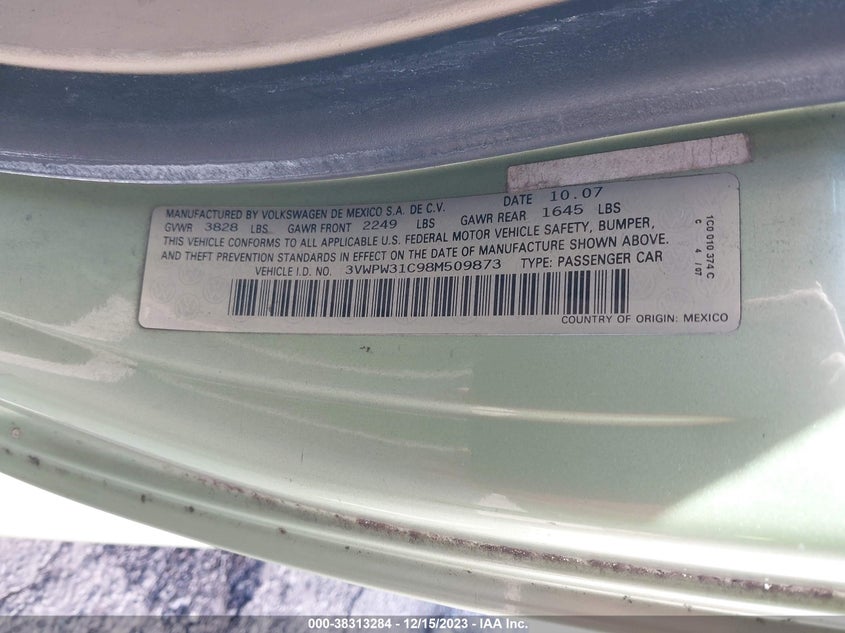 MANUFACTURED BY VOLKSWAGEN DE MEXICO S.A. DE C.V. DATE 10.07
GVWR 3828 LBS GAWR FRONT 2249 LBS GAWR REAR 1645 LBS
THIS VEHICLE CONFORMS TO ALL APPLICABLE U.S. FEDERAL MOTOR VEHICLE SAFETY, BUMPER,
AND THEFT PREVENTION STANDARDS IN EFFECT ON THE DATE OF MANUFACTURE SHOWN ABOVE.
VEHICLE I.D. NO. 3VWPW31C98M509873 TYPE: PASSENGER CAR
COUNTRY OF ORIGIN: MEXICO
1C0 010 374 C
C 4 /07
000-38313284 - 12/15/2023 - IAA Inc.